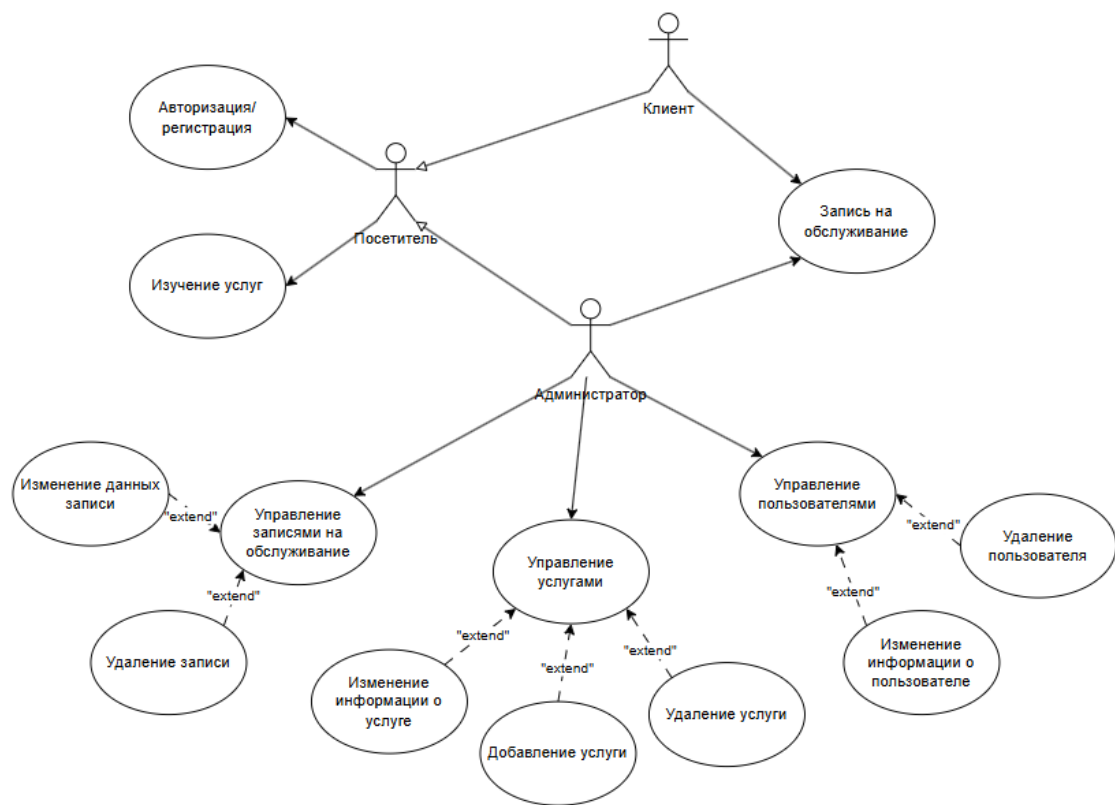 Клиент
Авторизация/
регистрация
Запись на
обслуживание
Посетитель
Изучение услуг
Администратор
Изменение данных
записи
"extend"
Управление
записями на
обслуживание
"extend"
Удаление записи
Управление
услугами
"extend"
"extend"
"extend"
Изменение
информации о
услуге
Добавление услуги
Удаление услуги
Управление
пользователями
"extend"
Удаление
пользователя
"extend"
Изменение
информации о
пользователе